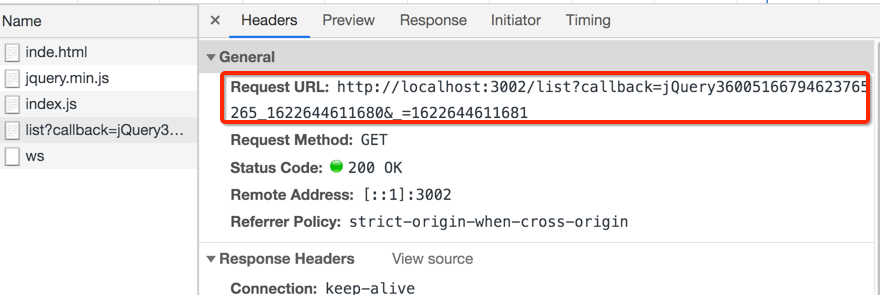 Name
inde.html
jquery.min.js
index.js
list?callback=jQuery3...
ws
× Headers Preview Response Initiator Timing
▼ General
Request URL: http://localhost:3002/list?callback=jQuery36005166794623765
265_1622644611680&_=1622644611681
Request Method: GET
Status Code: 200 OK
Remote Address: [::1]:3002
Referrer Policy: strict-origin-when-cross-origin
▼ Response Headers View source
Connection: keep-alive